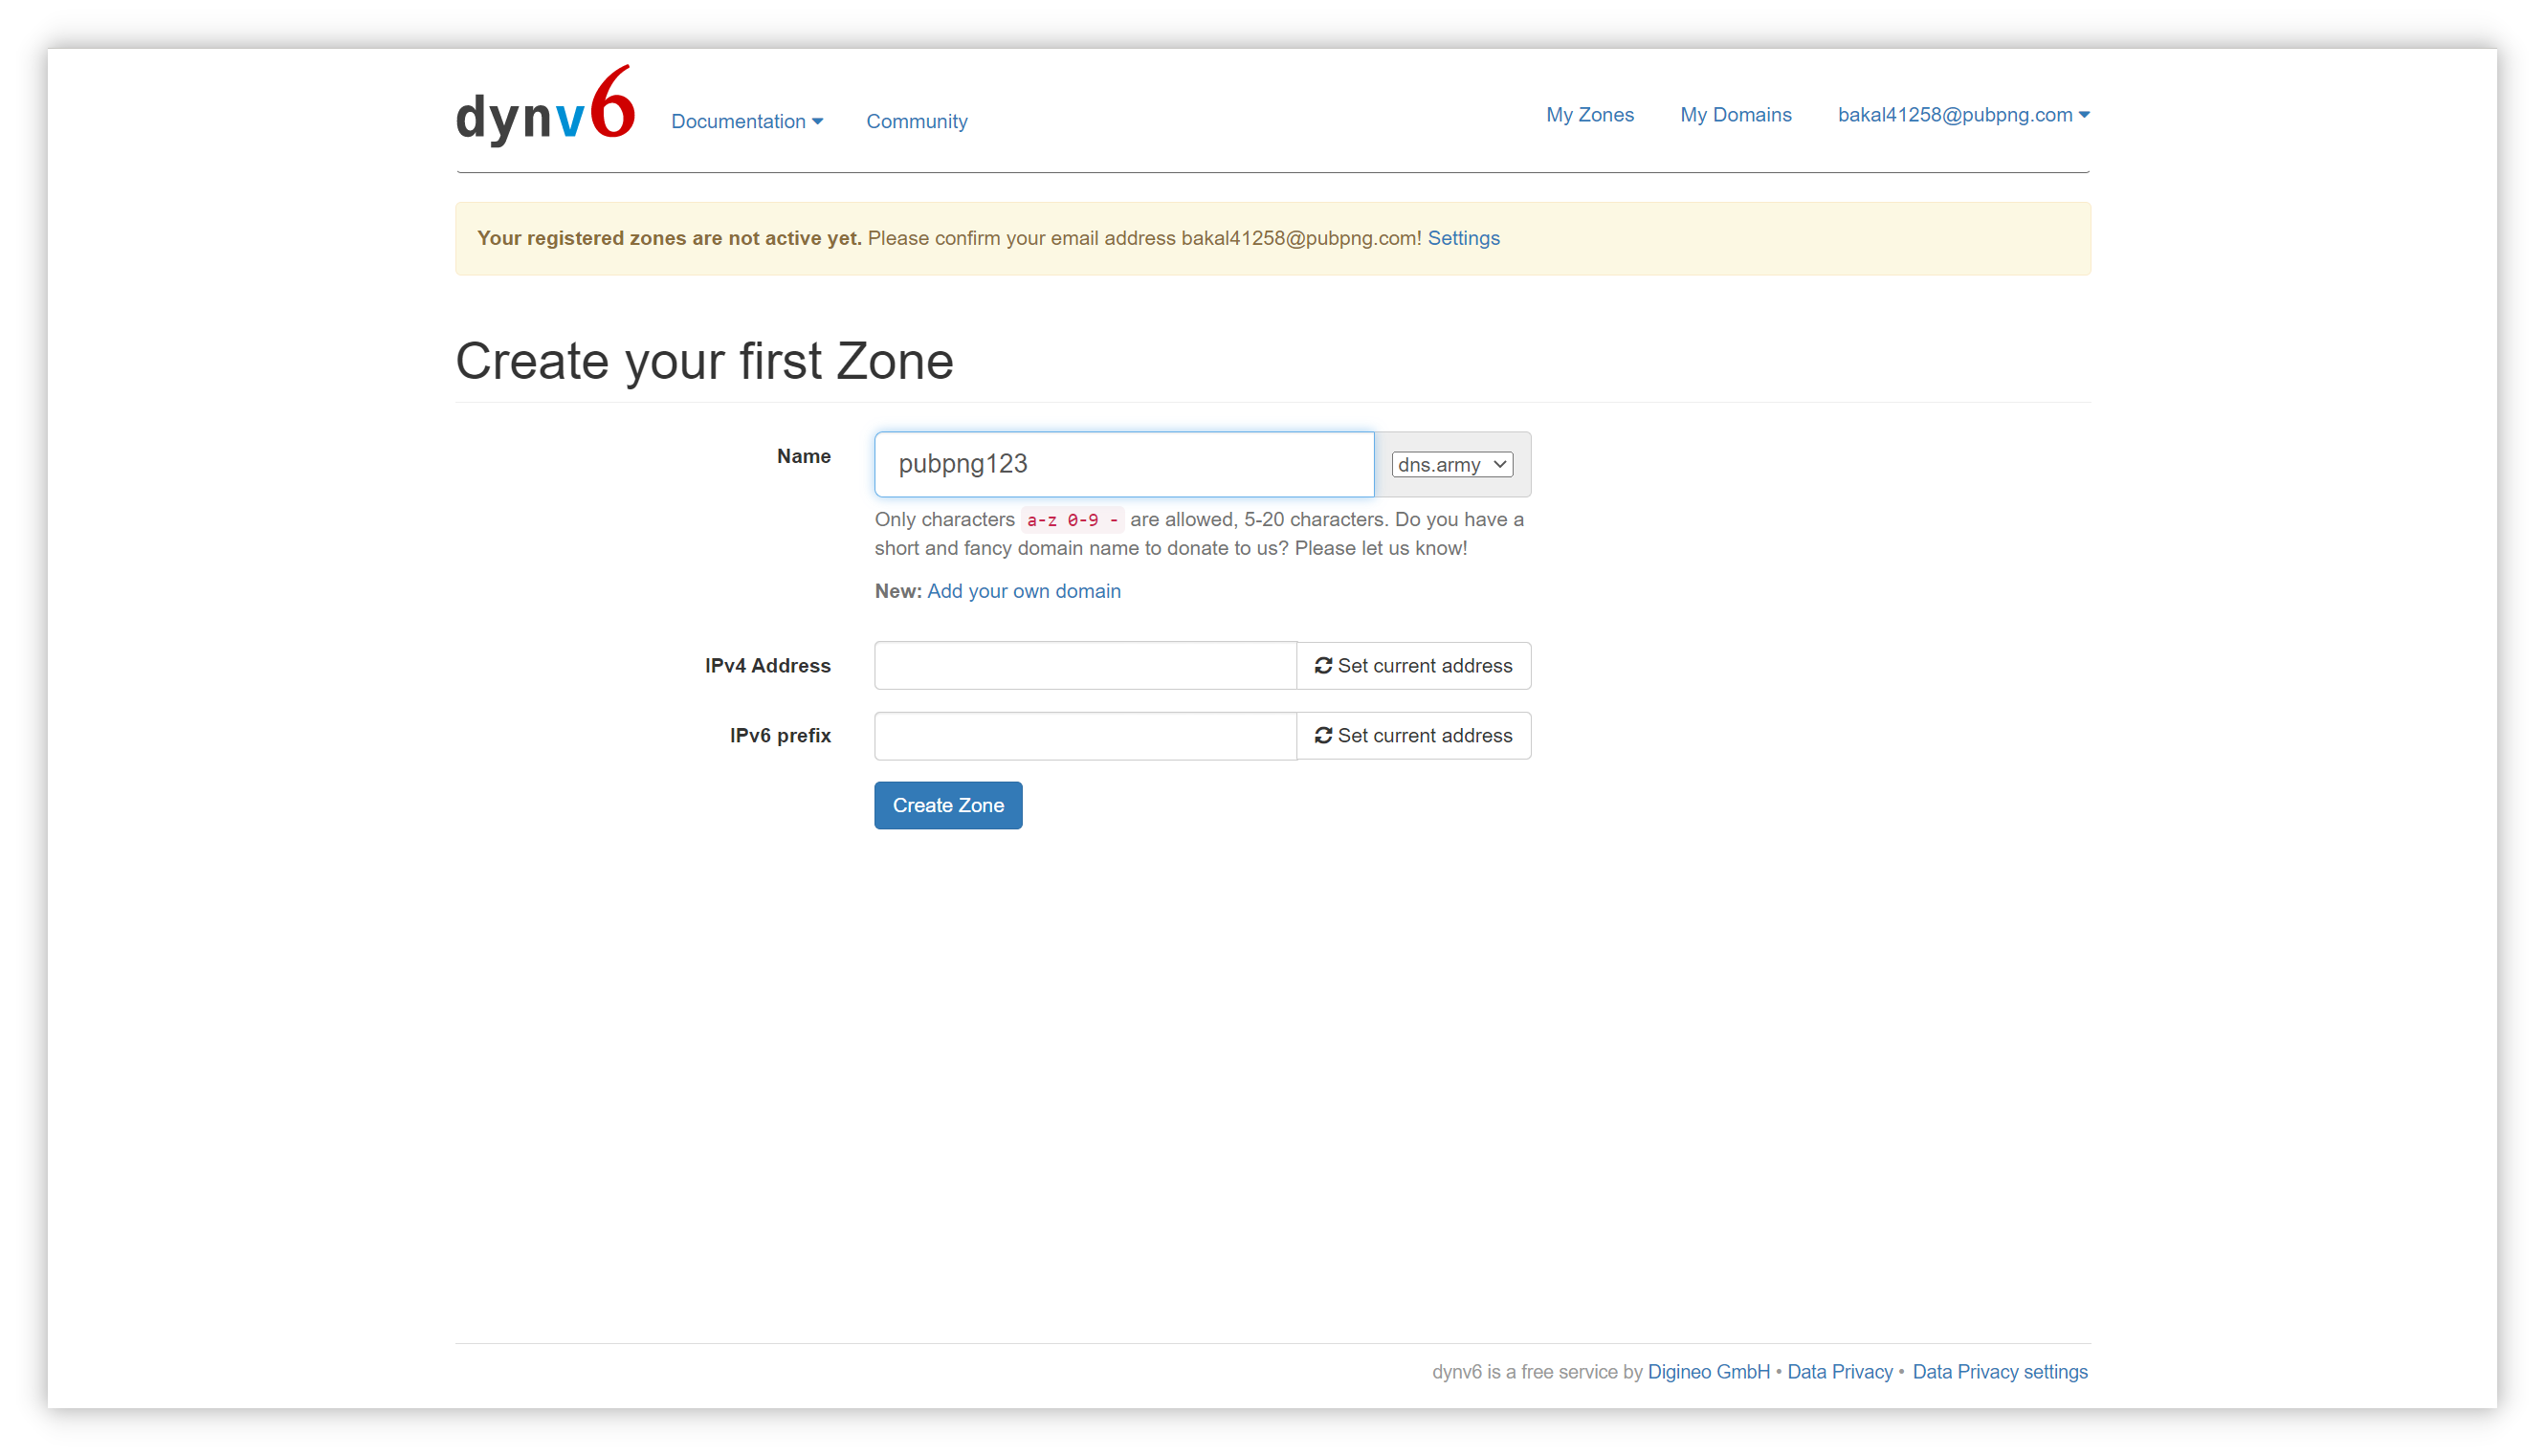 dynv6
Documentation
Community
My Zones
My Domains
bakal41258@pubpng.com
Your registered zones are not active yet. Please confirm your email address bakal41258@pubpng.com! Settings
Create your first Zone
Name
pubpng123
dns.army
Only characters a-z 0-9 - are allowed, 5-20 characters. Do you have a
short and fancy domain name to donate to us? Please let us know!
New: Add your own domain
IPv4 Address
Set current address
IPv6 prefix
Set current address
Create Zone
dynv6 is a free service by Digineo GmbH • Data Privacy • Data Privacy settings